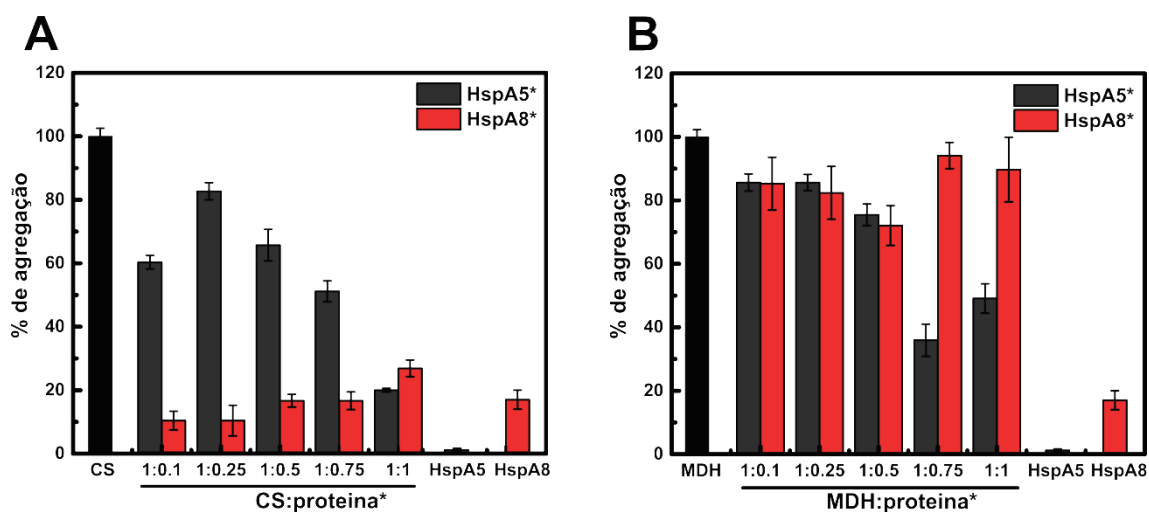 A
120
100
80
60
40
20
0
% de agregação
HspA5*
HspA8*
CS 1:0.1 1:0.25 1:0.5 1:0.75 1:1 HspA5 HspA8
CS:proteina*
B
120
100
80
60
40
20
0
% de agregação
HspA5*
HspA8*
MDH 1:0.1 1:0.25 1:0.5 1:0.75 1:1 HspA5 HspA8
MDH:proteina*